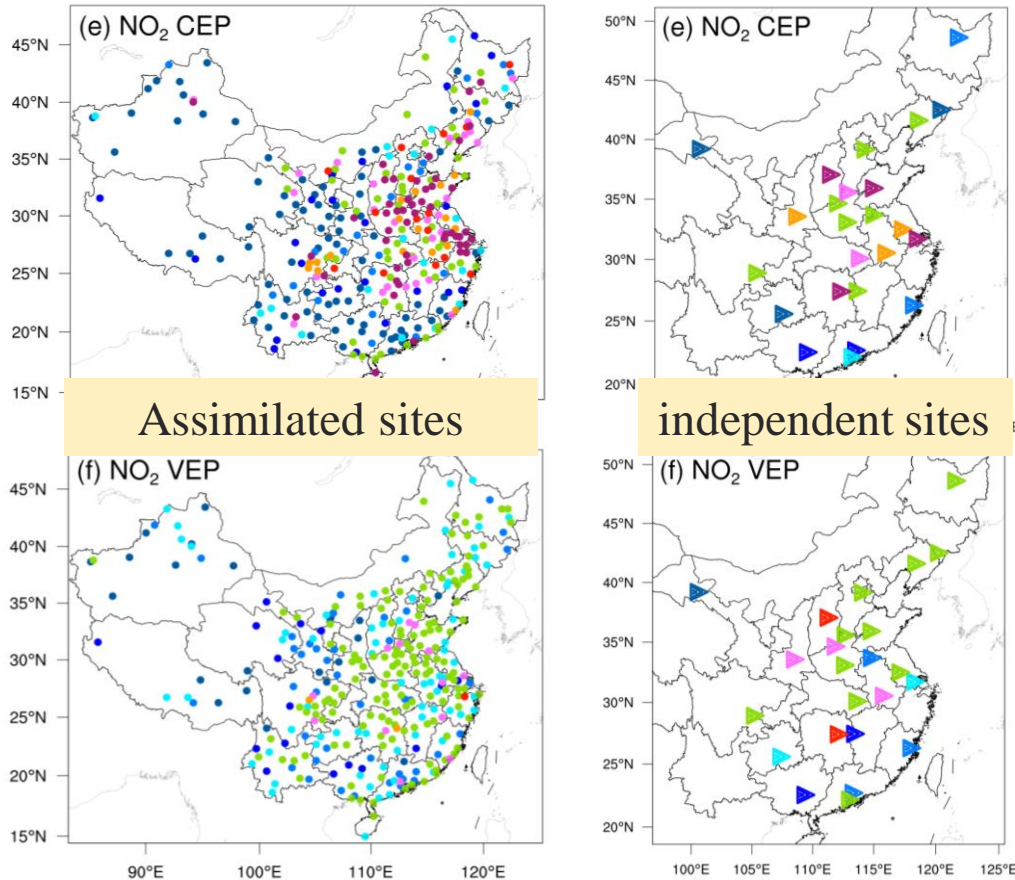 (e) NO₂ CEP
45°N
40°N
35°N
30°N
25°N
20°N
15°N
(e) NO₂ CEP
50°N
45°N
40°N
35°N
30°N
25°N
20°N
Assimilated sites
independent sites
(f) NO₂ VEP
45°N
40°N
35°N
30°N
25°N
20°N
15°N
90°E
100°E
110°E
120°E
(f) NO₂ VEP
50°N
45°N
40°N
35°N
30°N
25°N
20°N
100°E
105°E
110°E
115°E
120°E
125°E